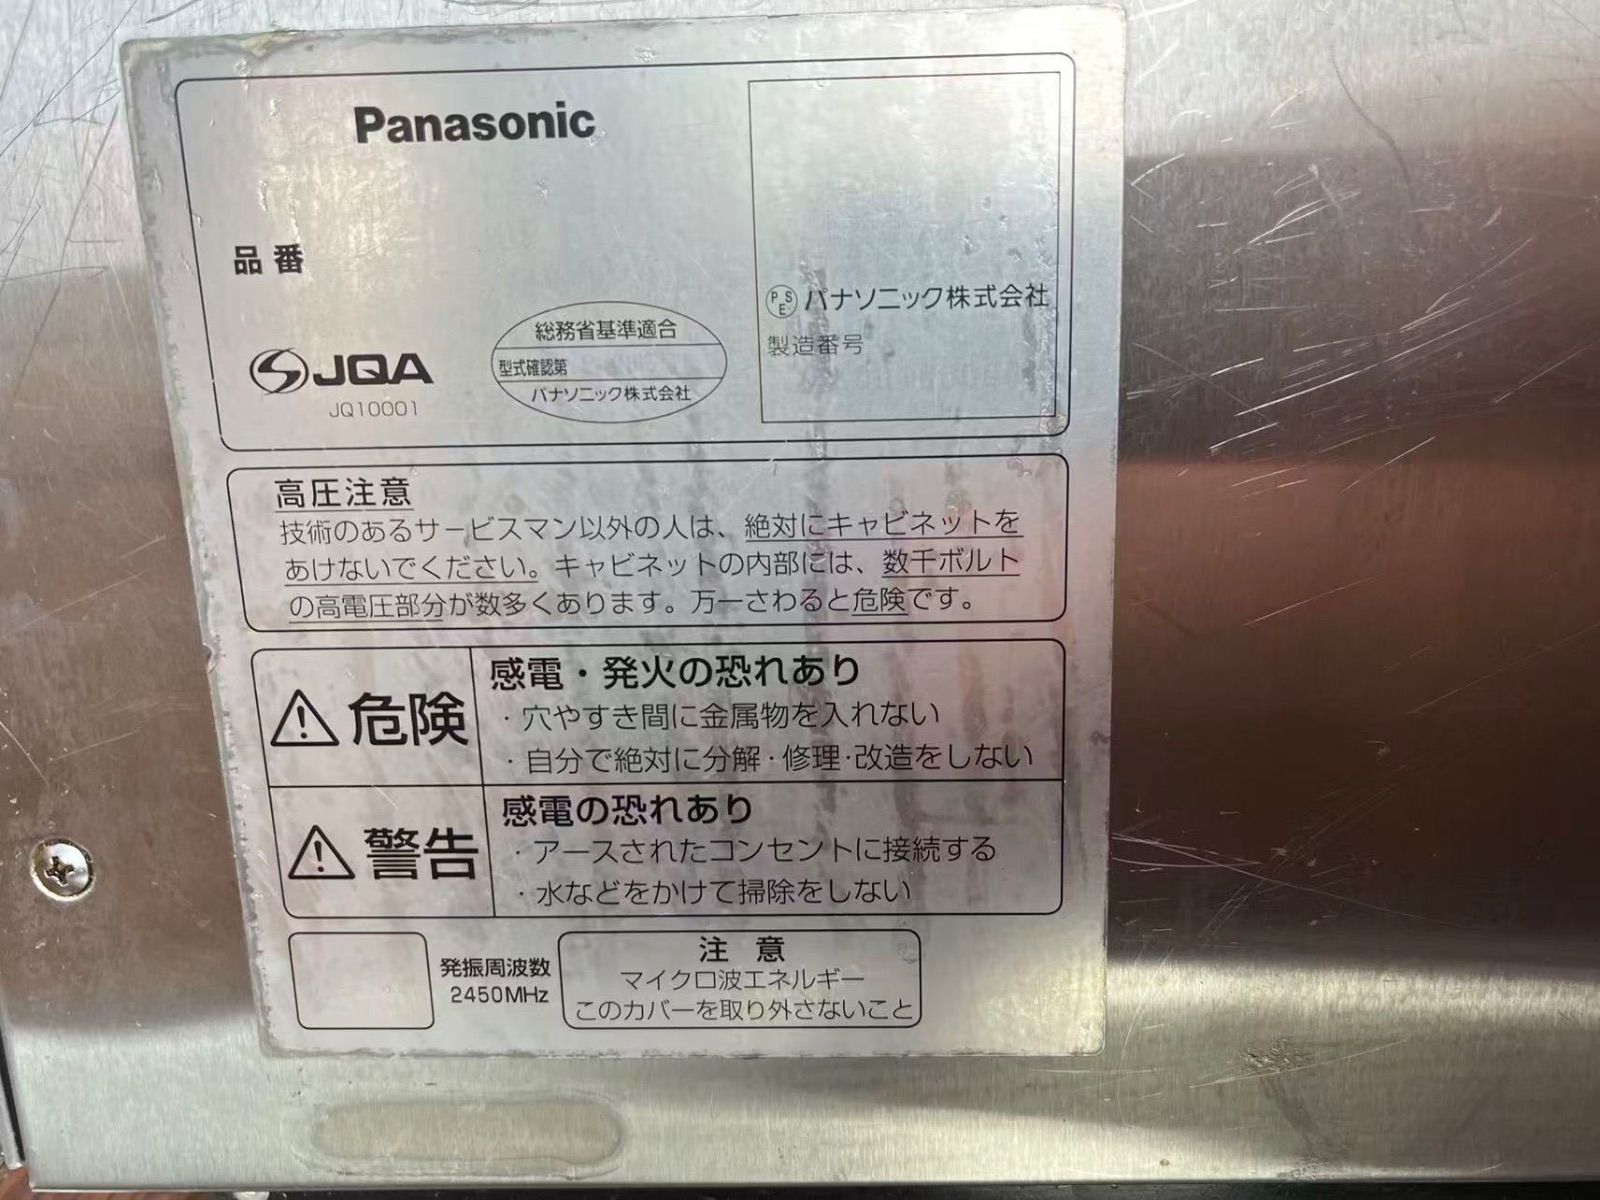 Panasonic
品番
JQA
JQ10001
総務省基準適合
型式確認第
パナソニック株式会社
PSE パナソニック株式会社
製造番号
高圧注意
技術のあるサービスマン以外の人は、絶対にキャビネットを
あけないでください。キャビネットの内部には、数千ボルト
の高電圧部分が数多くあります。万一さわると危険です。
危険
感電・発火の恐れあり
・穴やすき間に金属物を入れない
・自分で絶対に分解・修理・改造をしない
警告
感電の恐れあり
・アースされたコンセントに接続する
・水などをかけて掃除をしない
発振周波数
2450MHz
注意
マイクロ波エネルギー
このカバーを取り外さないこと